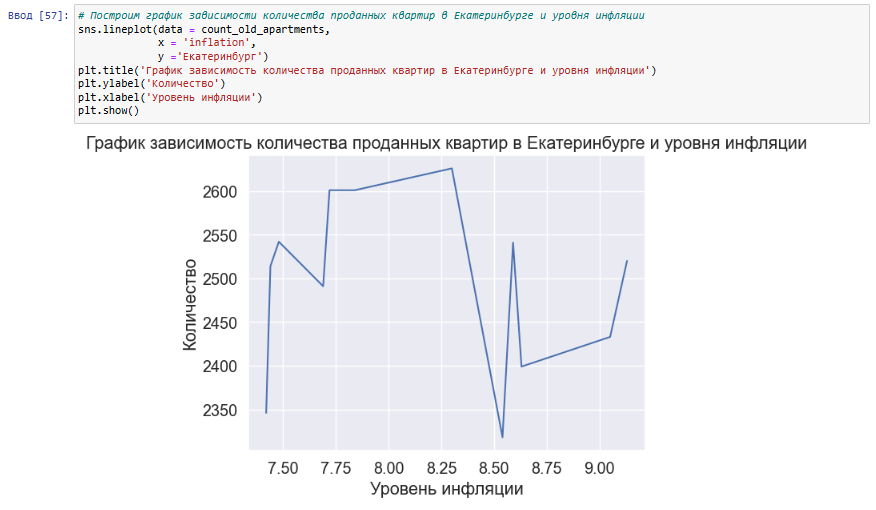 Ввод [57]:
# Построим график зависимости количества проданных квартир в Екатеринбурге и уровня инфляции
sns.lineplot(data = count_old_apartments,
x = 'inflation',
y ='Екатеринбург')
plt.title('График зависимость количества проданных квартир в Екатеринбурге и уровня инфляции')
plt.ylabel('Количество')
plt.xlabel('Уровень инфляции')
plt.show()
График зависимость количества проданных квартир в Екатеринбурге и уровня инфляции
2600
2550
2500
2450
2400
2350
Количество
7.50 7.75 8.00 8.25 8.50 8.75 9.00
Уровень инфляции